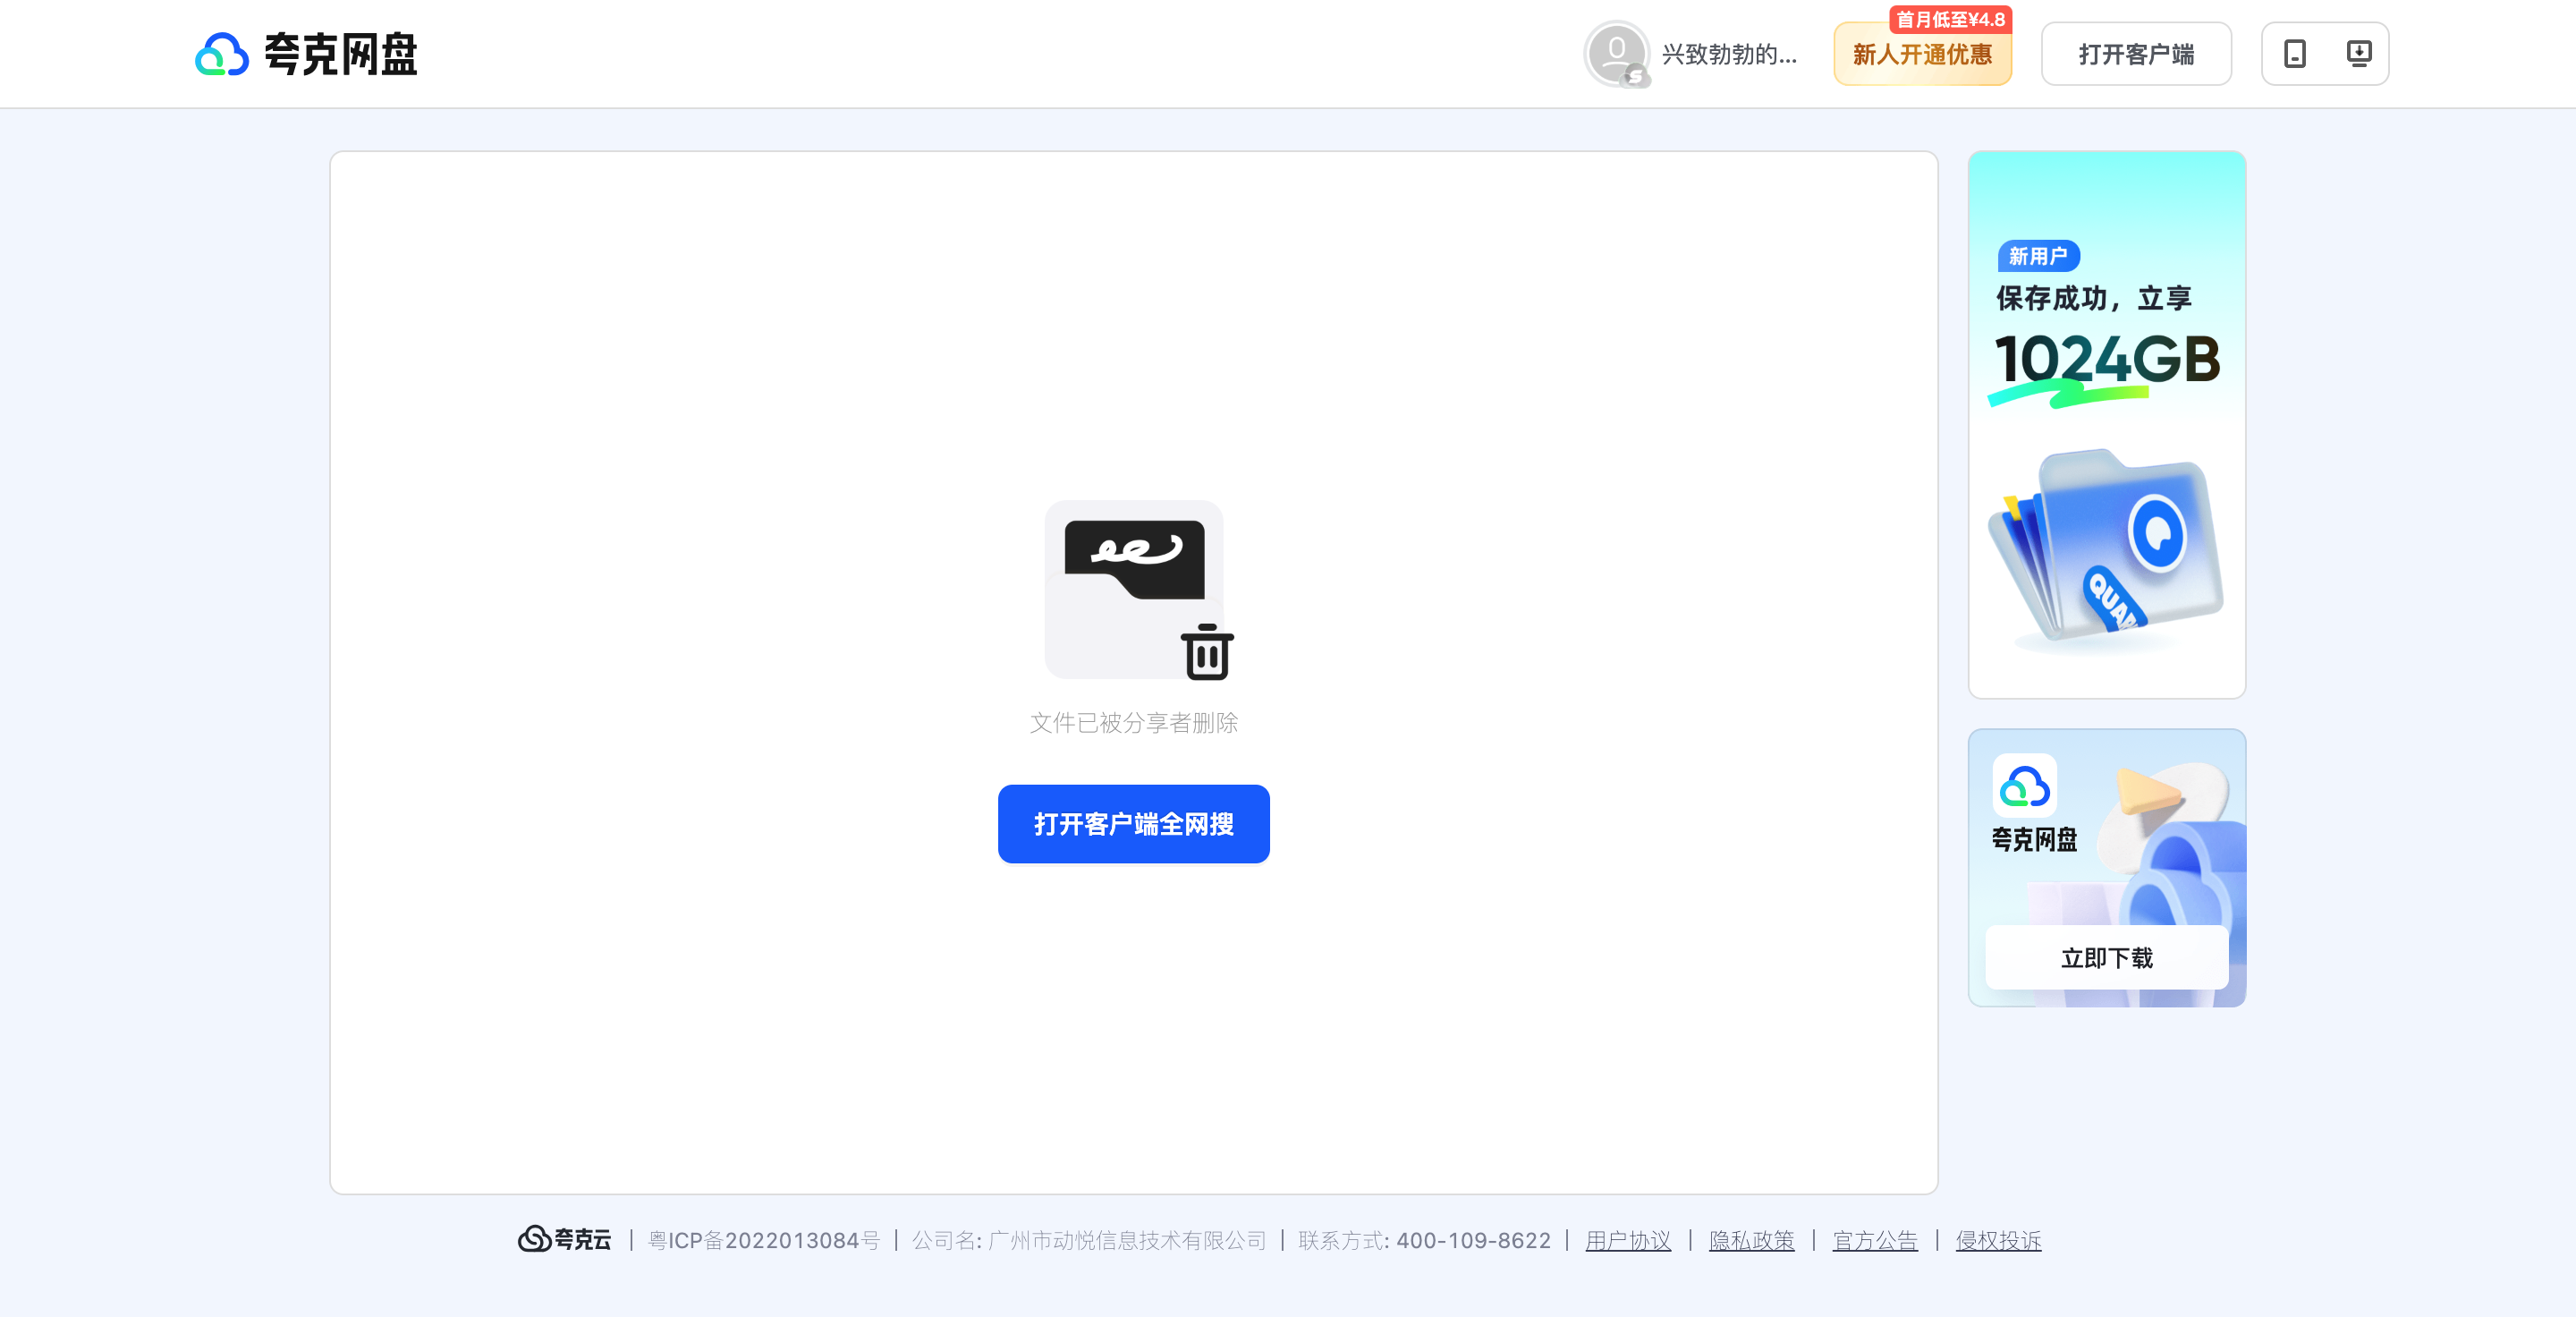 夸克网盘
兴致勃勃的...
首月低至¥4.8
新人开通优惠
打开客户端
文件已被分享者删除
打开客户端全网搜
新用户
保存成功，立享
1024GB
QUARK
夸克网盘
立即下载
夸克云 | 粤ICP备2022013084号 | 公司名: 广州市动悦信息技术有限公司 | 联系方式: 400-109-8622 | 用户协议 | 隐私政策 | 官方公告 | 侵权投诉